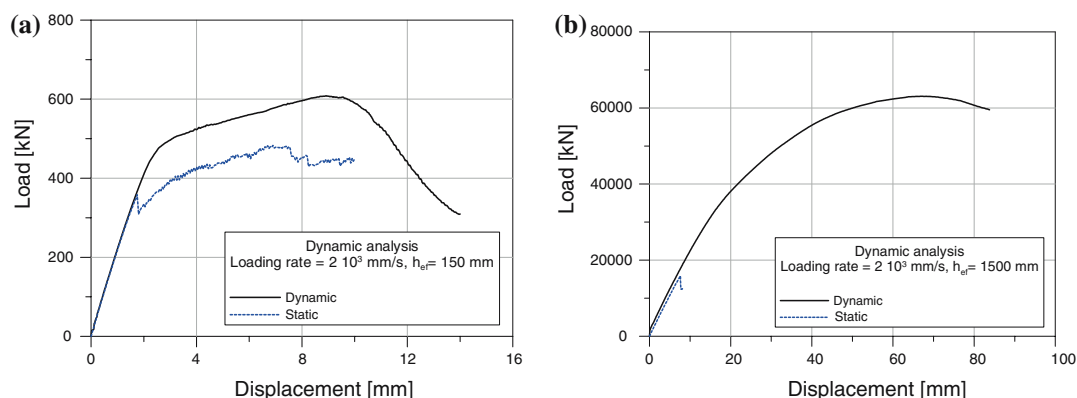 (a)
800
600
400
200
0
Load [kN]
0 4 8 12 16
Displacement [mm]
Dynamic analysis
Loading rate = 2 10³ mm/s, hef= 150 mm
Dynamic
Static
(b)
80000
60000
40000
20000
0
Load [kN]
0 20 40 60 80 100
Displacement [mm]
Dynamic analysis
Loading rate = 2 10³ mm/s, hef= 1500 mm
Dynamic
Static